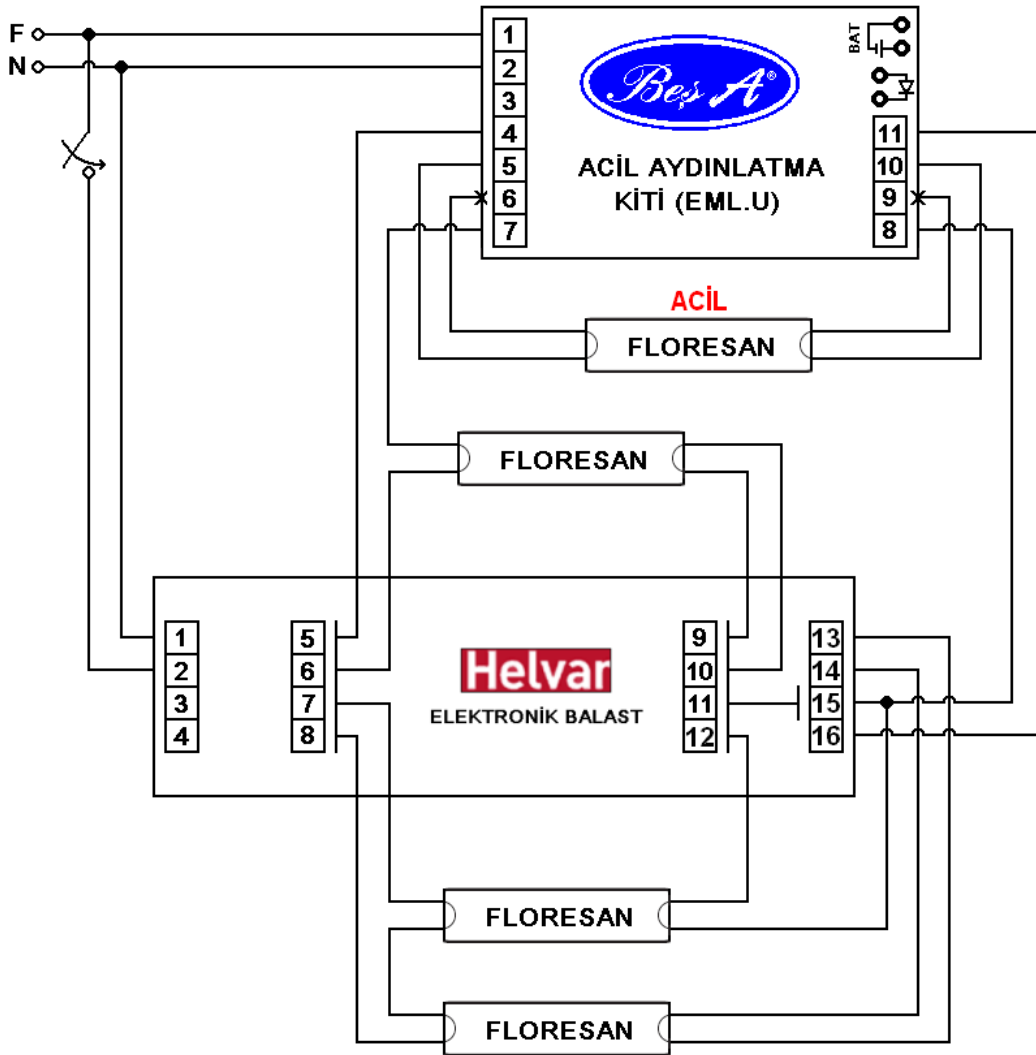 F
N
1
2
3
4
5
6
7
Beş A®
ACİL AYDINLATMA
KİTİ (EML.U)
BAT
11
10
9
8
ACİL
FLORESAN
FLORESAN
1
2
3
4
5
6
7
8
Helvar
ELEKTRONİK BALAST
9
10
11
12
13
14
15
16
FLORESAN
FLORESAN